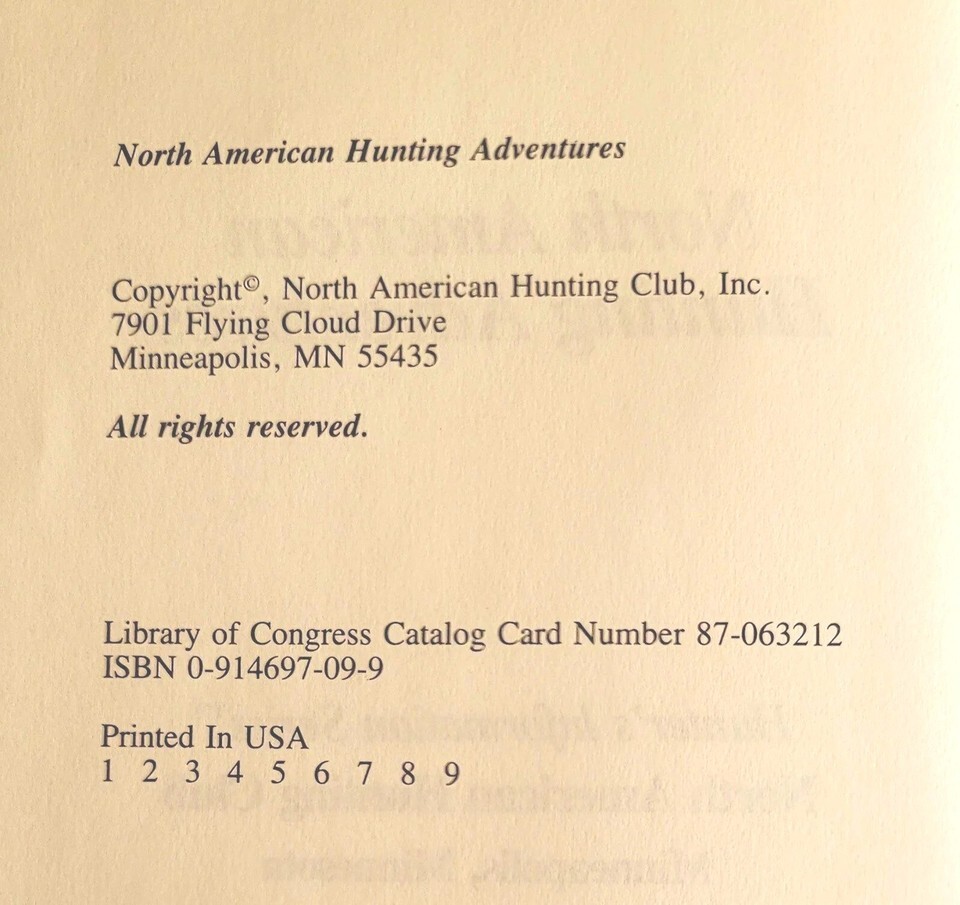 North American Hunting Adventures
Copyright©, North American Hunting Club, Inc.
7901 Flying Cloud Drive
Minneapolis, MN 55435
All rights reserved.
Library of Congress Catalog Card Number 87-063212
ISBN 0-914697-09-9
Printed In USA
1 2 3 4 5 6 7 8 9